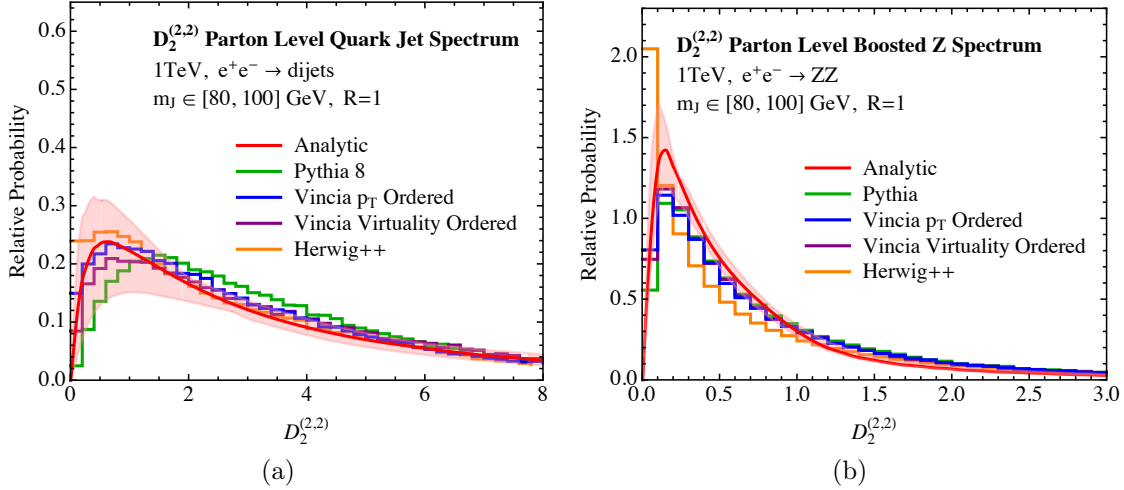 D₂^(2,2) Parton Level Quark Jet Spectrum
1TeV, e⁺e⁻ → dijets
m_J ∈ [80, 100] GeV, R=1
Analytic
Pythia 8
Vincia p_T Ordered
Vincia Virtuality Ordered
Herwig++
Relative Probability
0.6
0.5
0.4
0.3
0.2
0.1
0.0
0
2
4
6
8
D₂^(2,2)
(a)
D₂^(2,2) Parton Level Boosted Z Spectrum
1TeV, e⁺e⁻ → ZZ
m_J ∈ [80, 100] GeV, R=1
Analytic
Pythia
Vincia p_T Ordered
Vincia Virtuality Ordered
Herwig++
Relative Probability
2.0
1.5
1.0
0.5
0.0
0.0
0.5
1.0
1.5
2.0
2.5
3.0
D₂^(2,2)
(b)